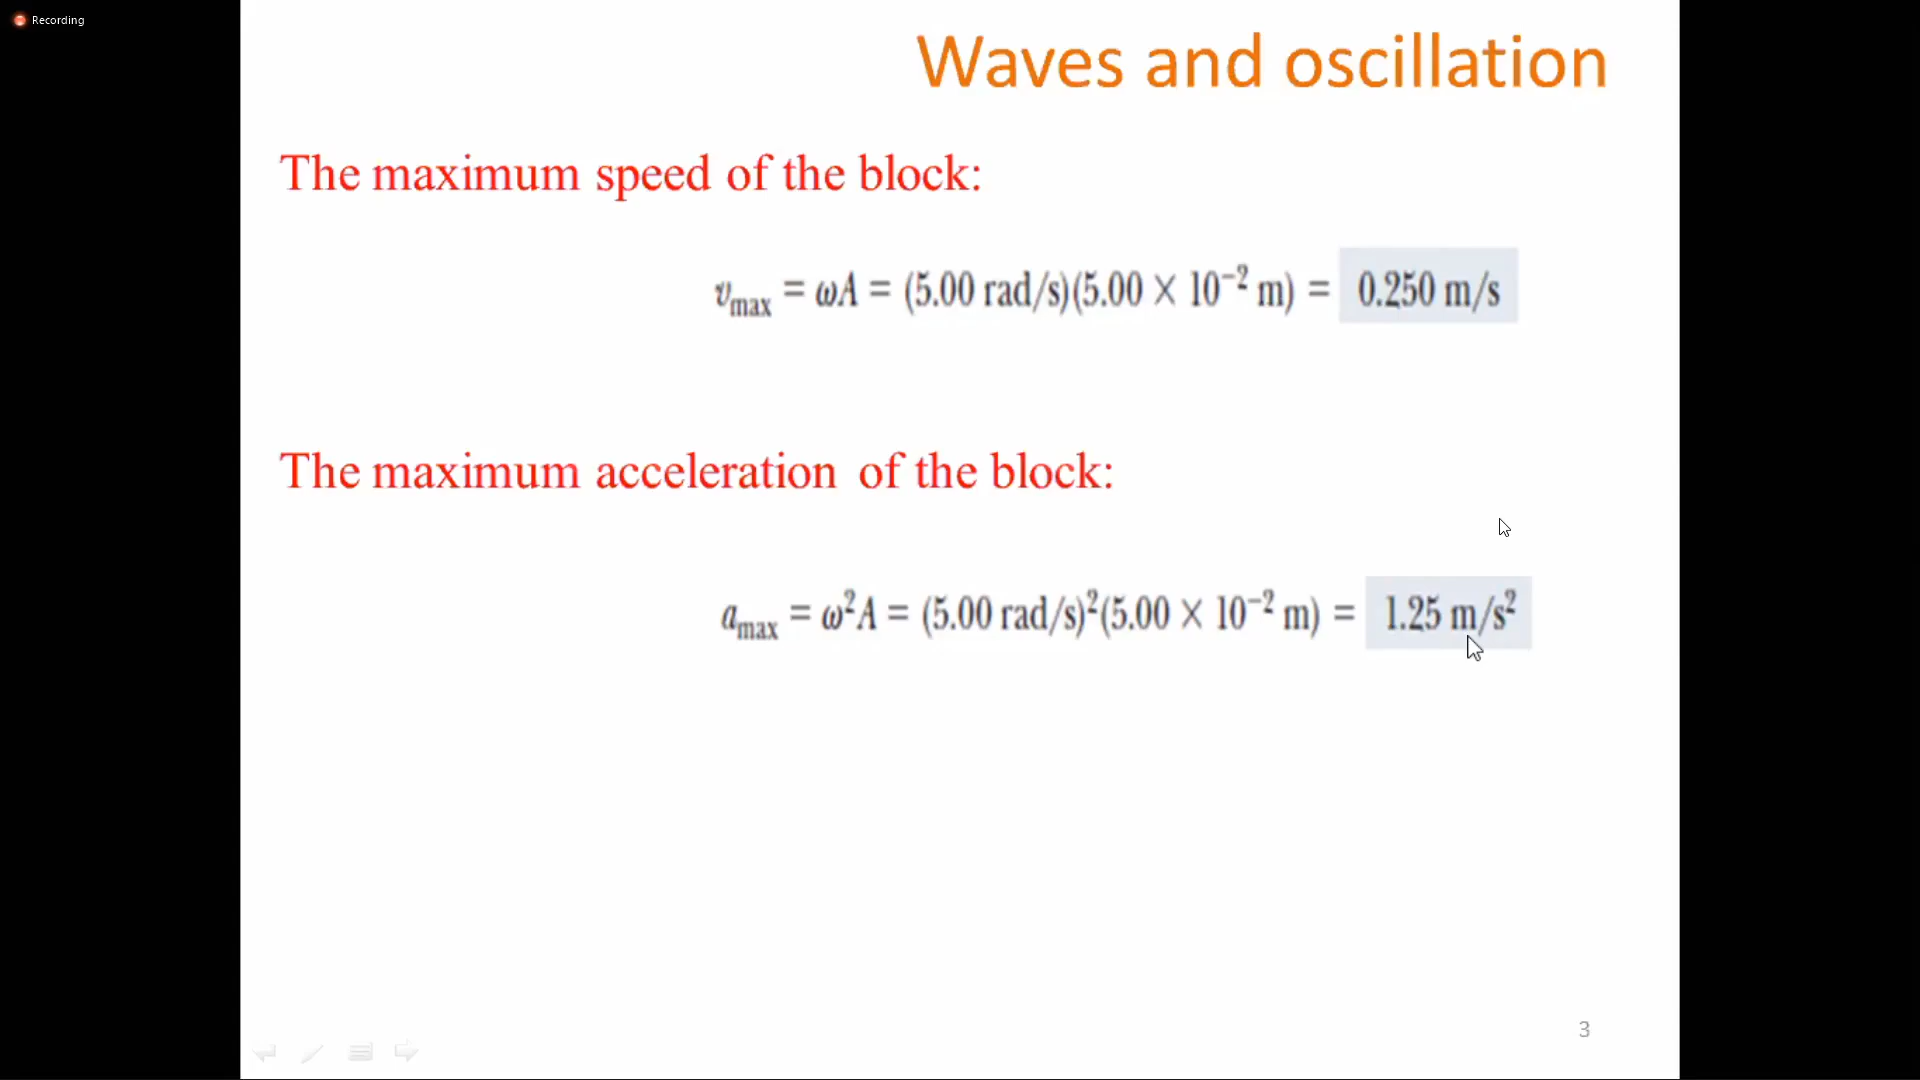 Recording
Waves and oscillation
The maximum speed of the block:
v_max = ωA = (5.00 rad/s)(5.00 × 10⁻² m) = 0.250 m/s
The maximum acceleration of the block:
a_max = ω²A = (5.00 rad/s)²(5.00 × 10⁻² m) = 1.25 m/s²
3